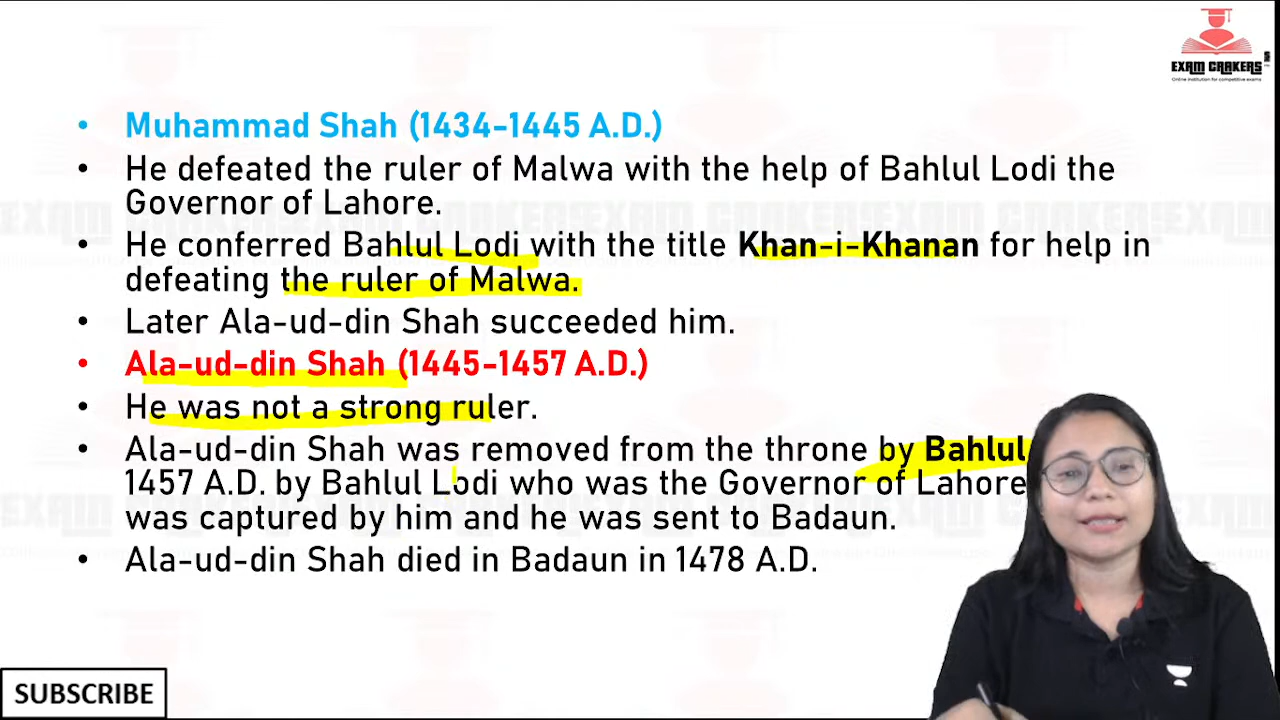 EXAM CRAKERS
Online institution for competitive exams
• Muhammad Shah (1434-1445 A.D.)
• He defeated the ruler of Malwa with the help of Bahlul Lodi the
Governor of Lahore.
• He conferred Bahlul Lodi with the title Khan-i-Khanan for help in
defeating the ruler of Malwa.
• Later Ala-ud-din Shah succeeded him.
• Ala-ud-din Shah (1445-1457 A.D.)
• He was not a strong ruler.
• Ala-ud-din Shah was removed from the throne by Bahlul
1457 A.D. by Bahlul Lodi who was the Governor of Lahore
was captured by him and he was sent to Badaun.
• Ala-ud-din Shah died in Badaun in 1478 A.D.
SUBSCRIBE